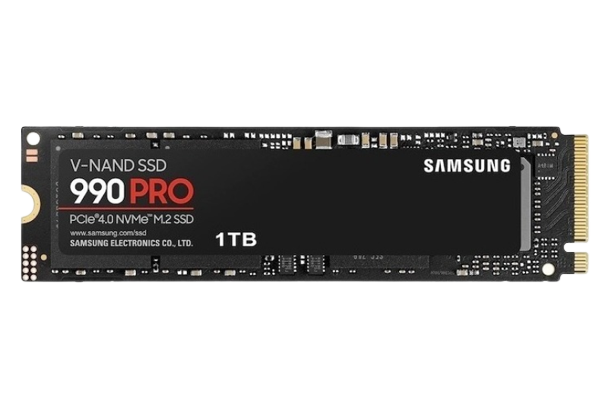 V-NAND SSD
990 PRO
PCIe®4.0 NVMe™ M.2 SSD
www.samsung.com/ssd
SAMSUNG ELECTRONICS CO., LTD.
1TB
SAMSUNG